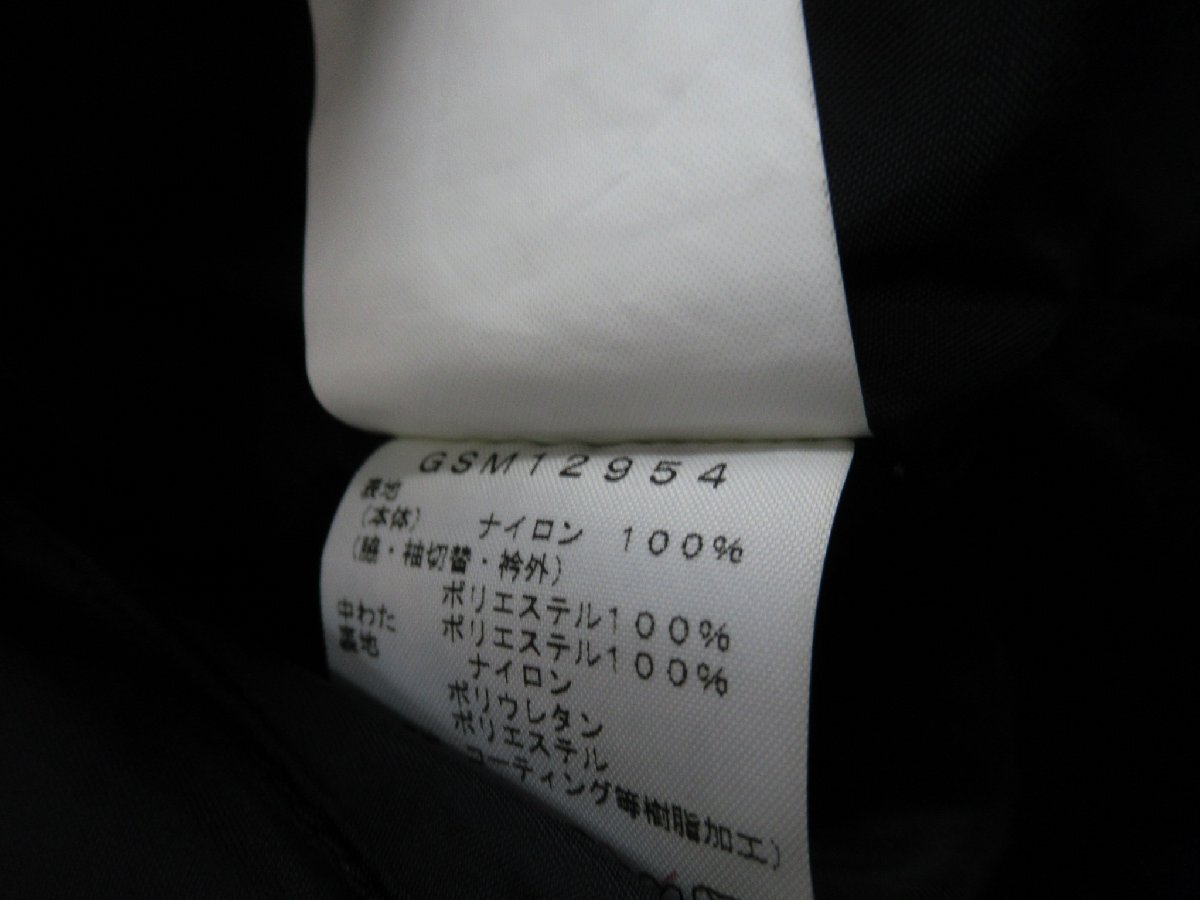 GSM12954
表地
(本体) ナイロン 100%
(脇・袖切替・衿外)
ポリエステル100%
中わた ポリエステル100%
裏地 ナイロン
ポリウレタン
ポリエステル
コーティング等樹脂加工)